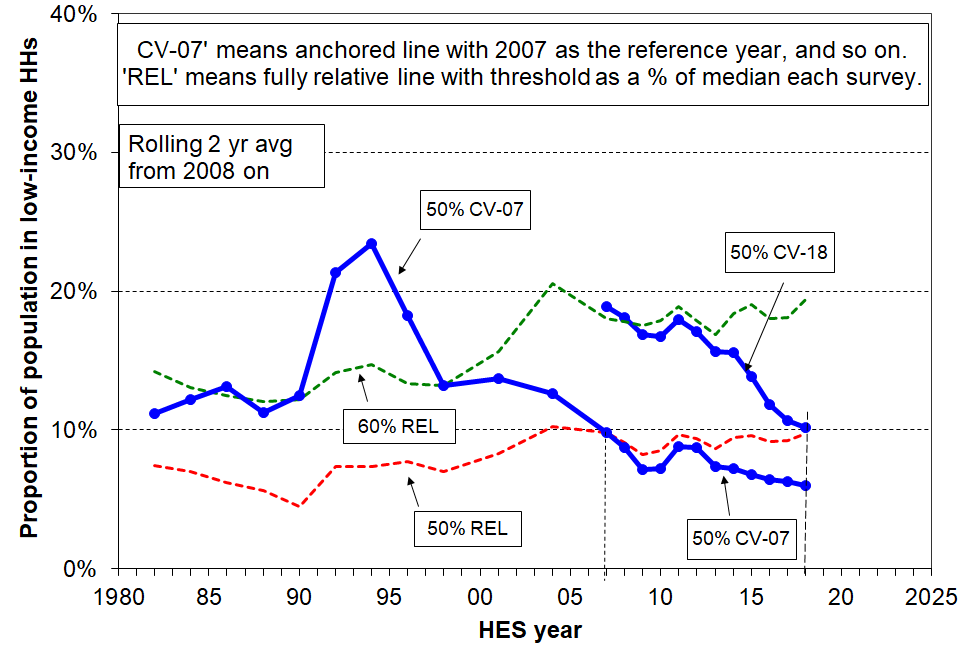 40%
CV-07' means anchored line with 2007 as the reference year, and so on.
'REL' means fully relative line with threshold as a % of median each survey.
Rolling 2 yr avg
from 2008 on
30%
50% CV-07
50% CV-18
20%
60% REL
10%
50% REL
50% CV-07
0%
Proportion of population in low-income HHs
1980 85 90 95 00 05 10 15 2020 2025
HES year